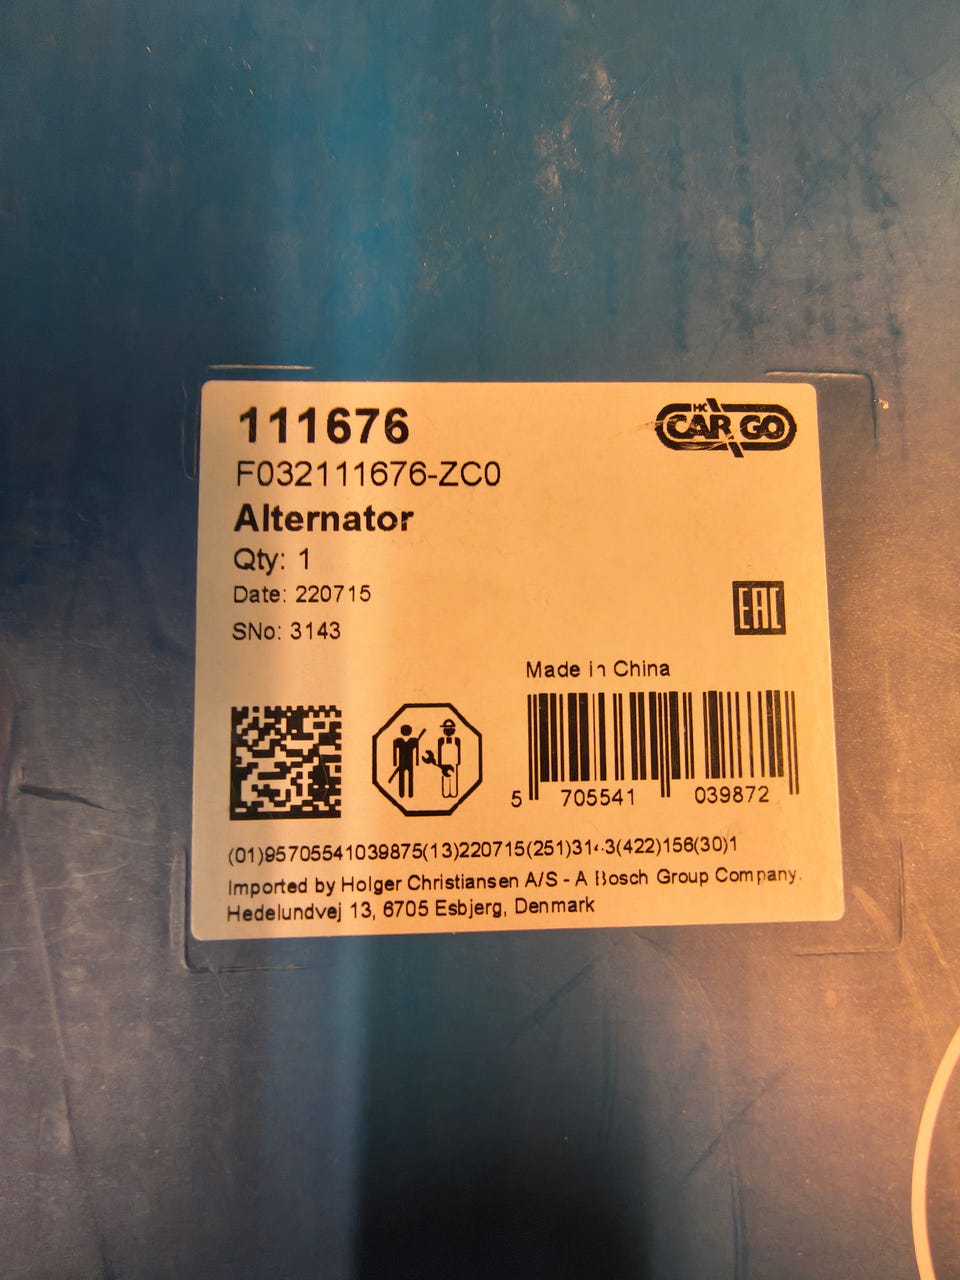 111676
HC
CARGO
F032111676-ZC0
Alternator
Qty: 1
Date: 220715
SNo: 3143
EAC
Made in China
5 705541 039872
(01)95705541039875(13)220715(251)3143(422)156(30)1
Imported by Holger Christiansen A/S - A Bosch Group Company.
Hedelundvej 13, 6705 Esbjerg, Denmark